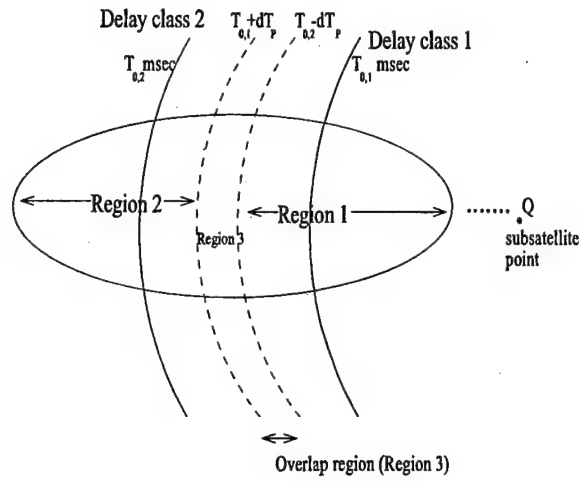 Delay class 2
T0,1+dTP
T0,2-dTP
Delay class 1
T0,2 msec
T0,1 msec
Region 2
Region 3
Region 1
....... Q
subsatellite
point
Overlap region (Region 3)